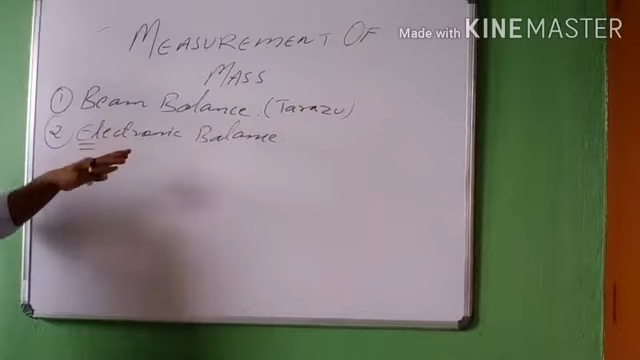 Made with KINEMASTER
MEASUREMENT OF
MASS
① Beam Balance. (Tarazu)
② Electronic Balance